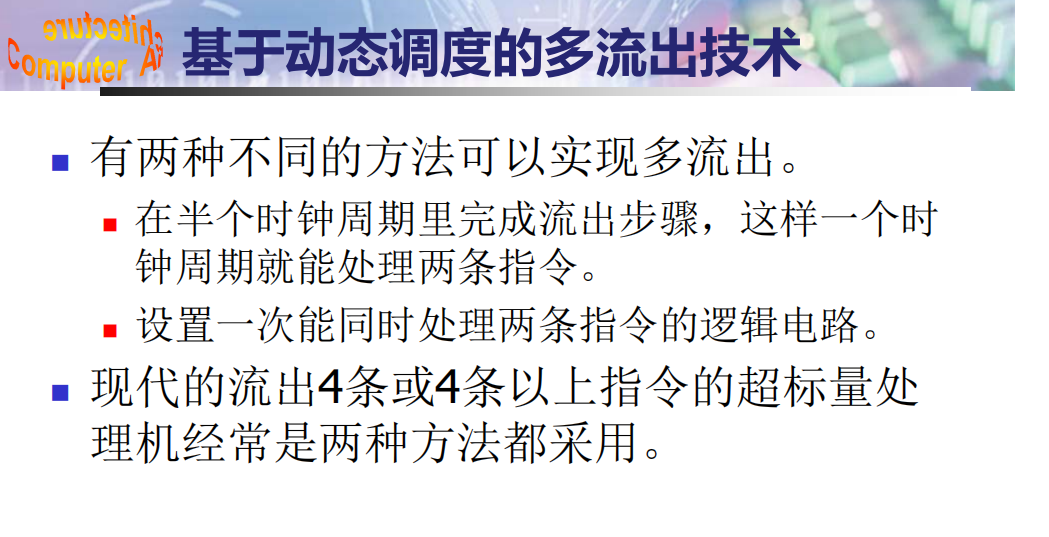 Computer Architecture
基于动态调度的多流出技术
有两种不同的方法可以实现多流出。
在半个时钟周期里完成流出步骤，这样一个时
钟周期就能处理两条指令。
设置一次能同时处理两条指令的逻辑电路。
现代的流出4条或4条以上指令的超标量处
理机经常是两种方法都采用。